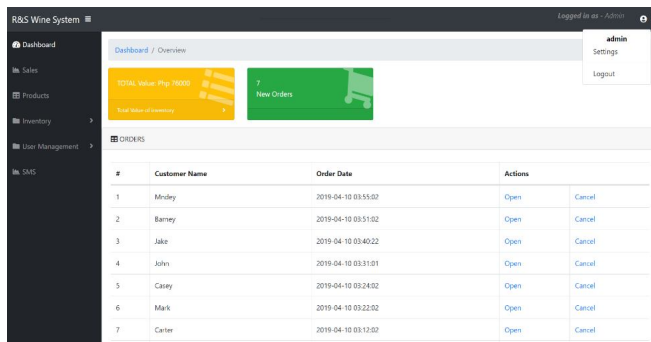 R&S Wine System
Logged in as - Admin
admin
Settings
Logout
Dashboard
Sales
Products
Inventory
User Management
SMS
Dashboard / Overview
TOTAL Value: Php 76000
Total Value of Inventory
7
New Orders
ORDERS
# Customer Name Order Date Actions
1 Mndey 2019-04-10 03:55:02 Open Cancel
2 Barney 2019-04-10 03:51:02 Open Cancel
3 Jake 2019-04-10 03:40:22 Open Cancel
4 John 2019-04-10 03:31:01 Open Cancel
5 Casey 2019-04-10 03:24:02 Open Cancel
6 Mark 2019-04-10 03:22:02 Open Cancel
7 Carter 2019-04-10 03:12:02 Open Cancel